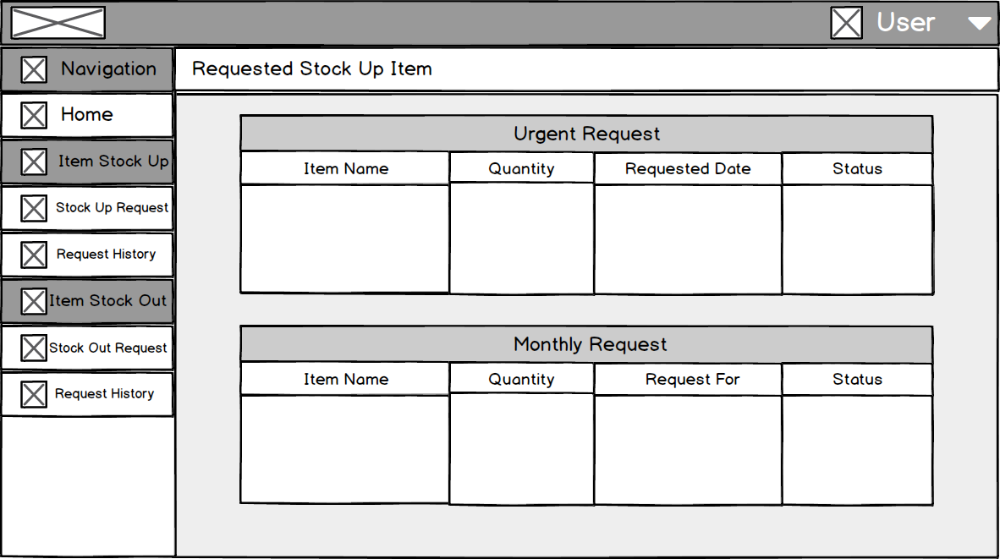 User
Navigation
Requested Stock Up Item
Home
Item Stock Up
Stock Up Request
Request History
Item Stock Out
Stock Out Request
Request History
Urgent Request
Item Name Quantity Requested Date Status
Monthly Request
Item Name Quantity Request For Status